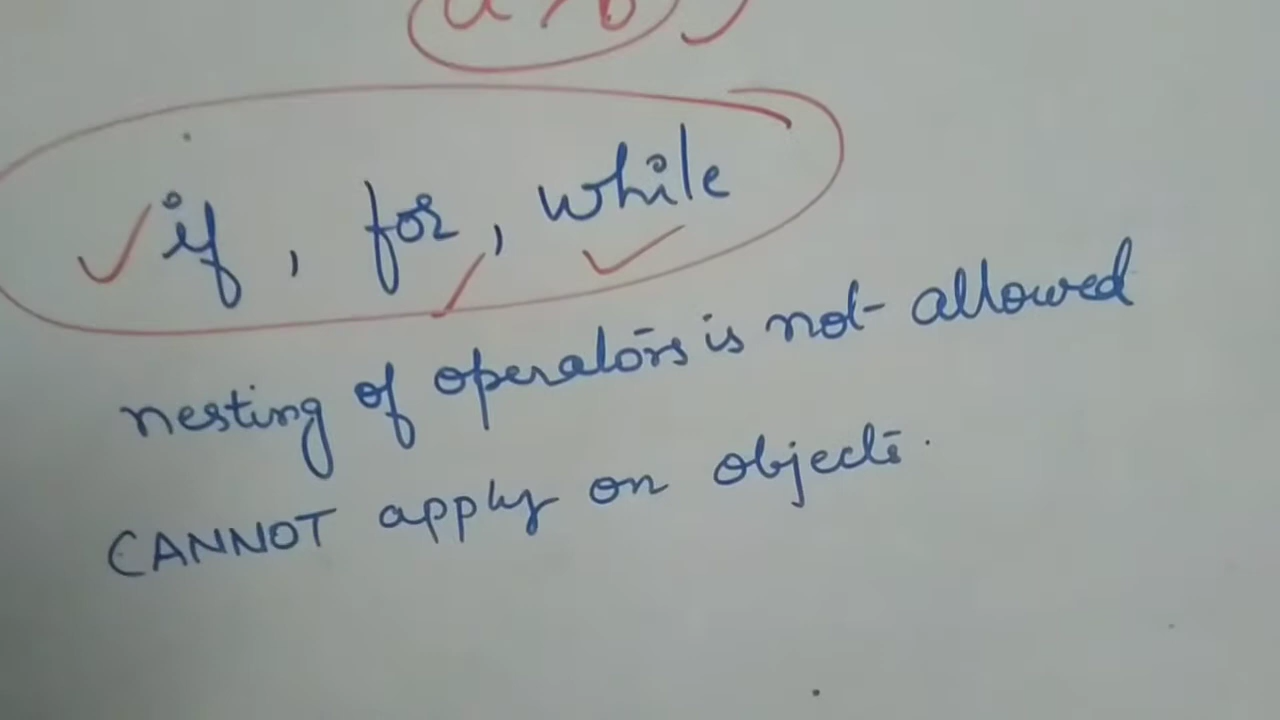 a > b
if , for , while
nesting of operators is not allowed
CANNOT apply on objects.